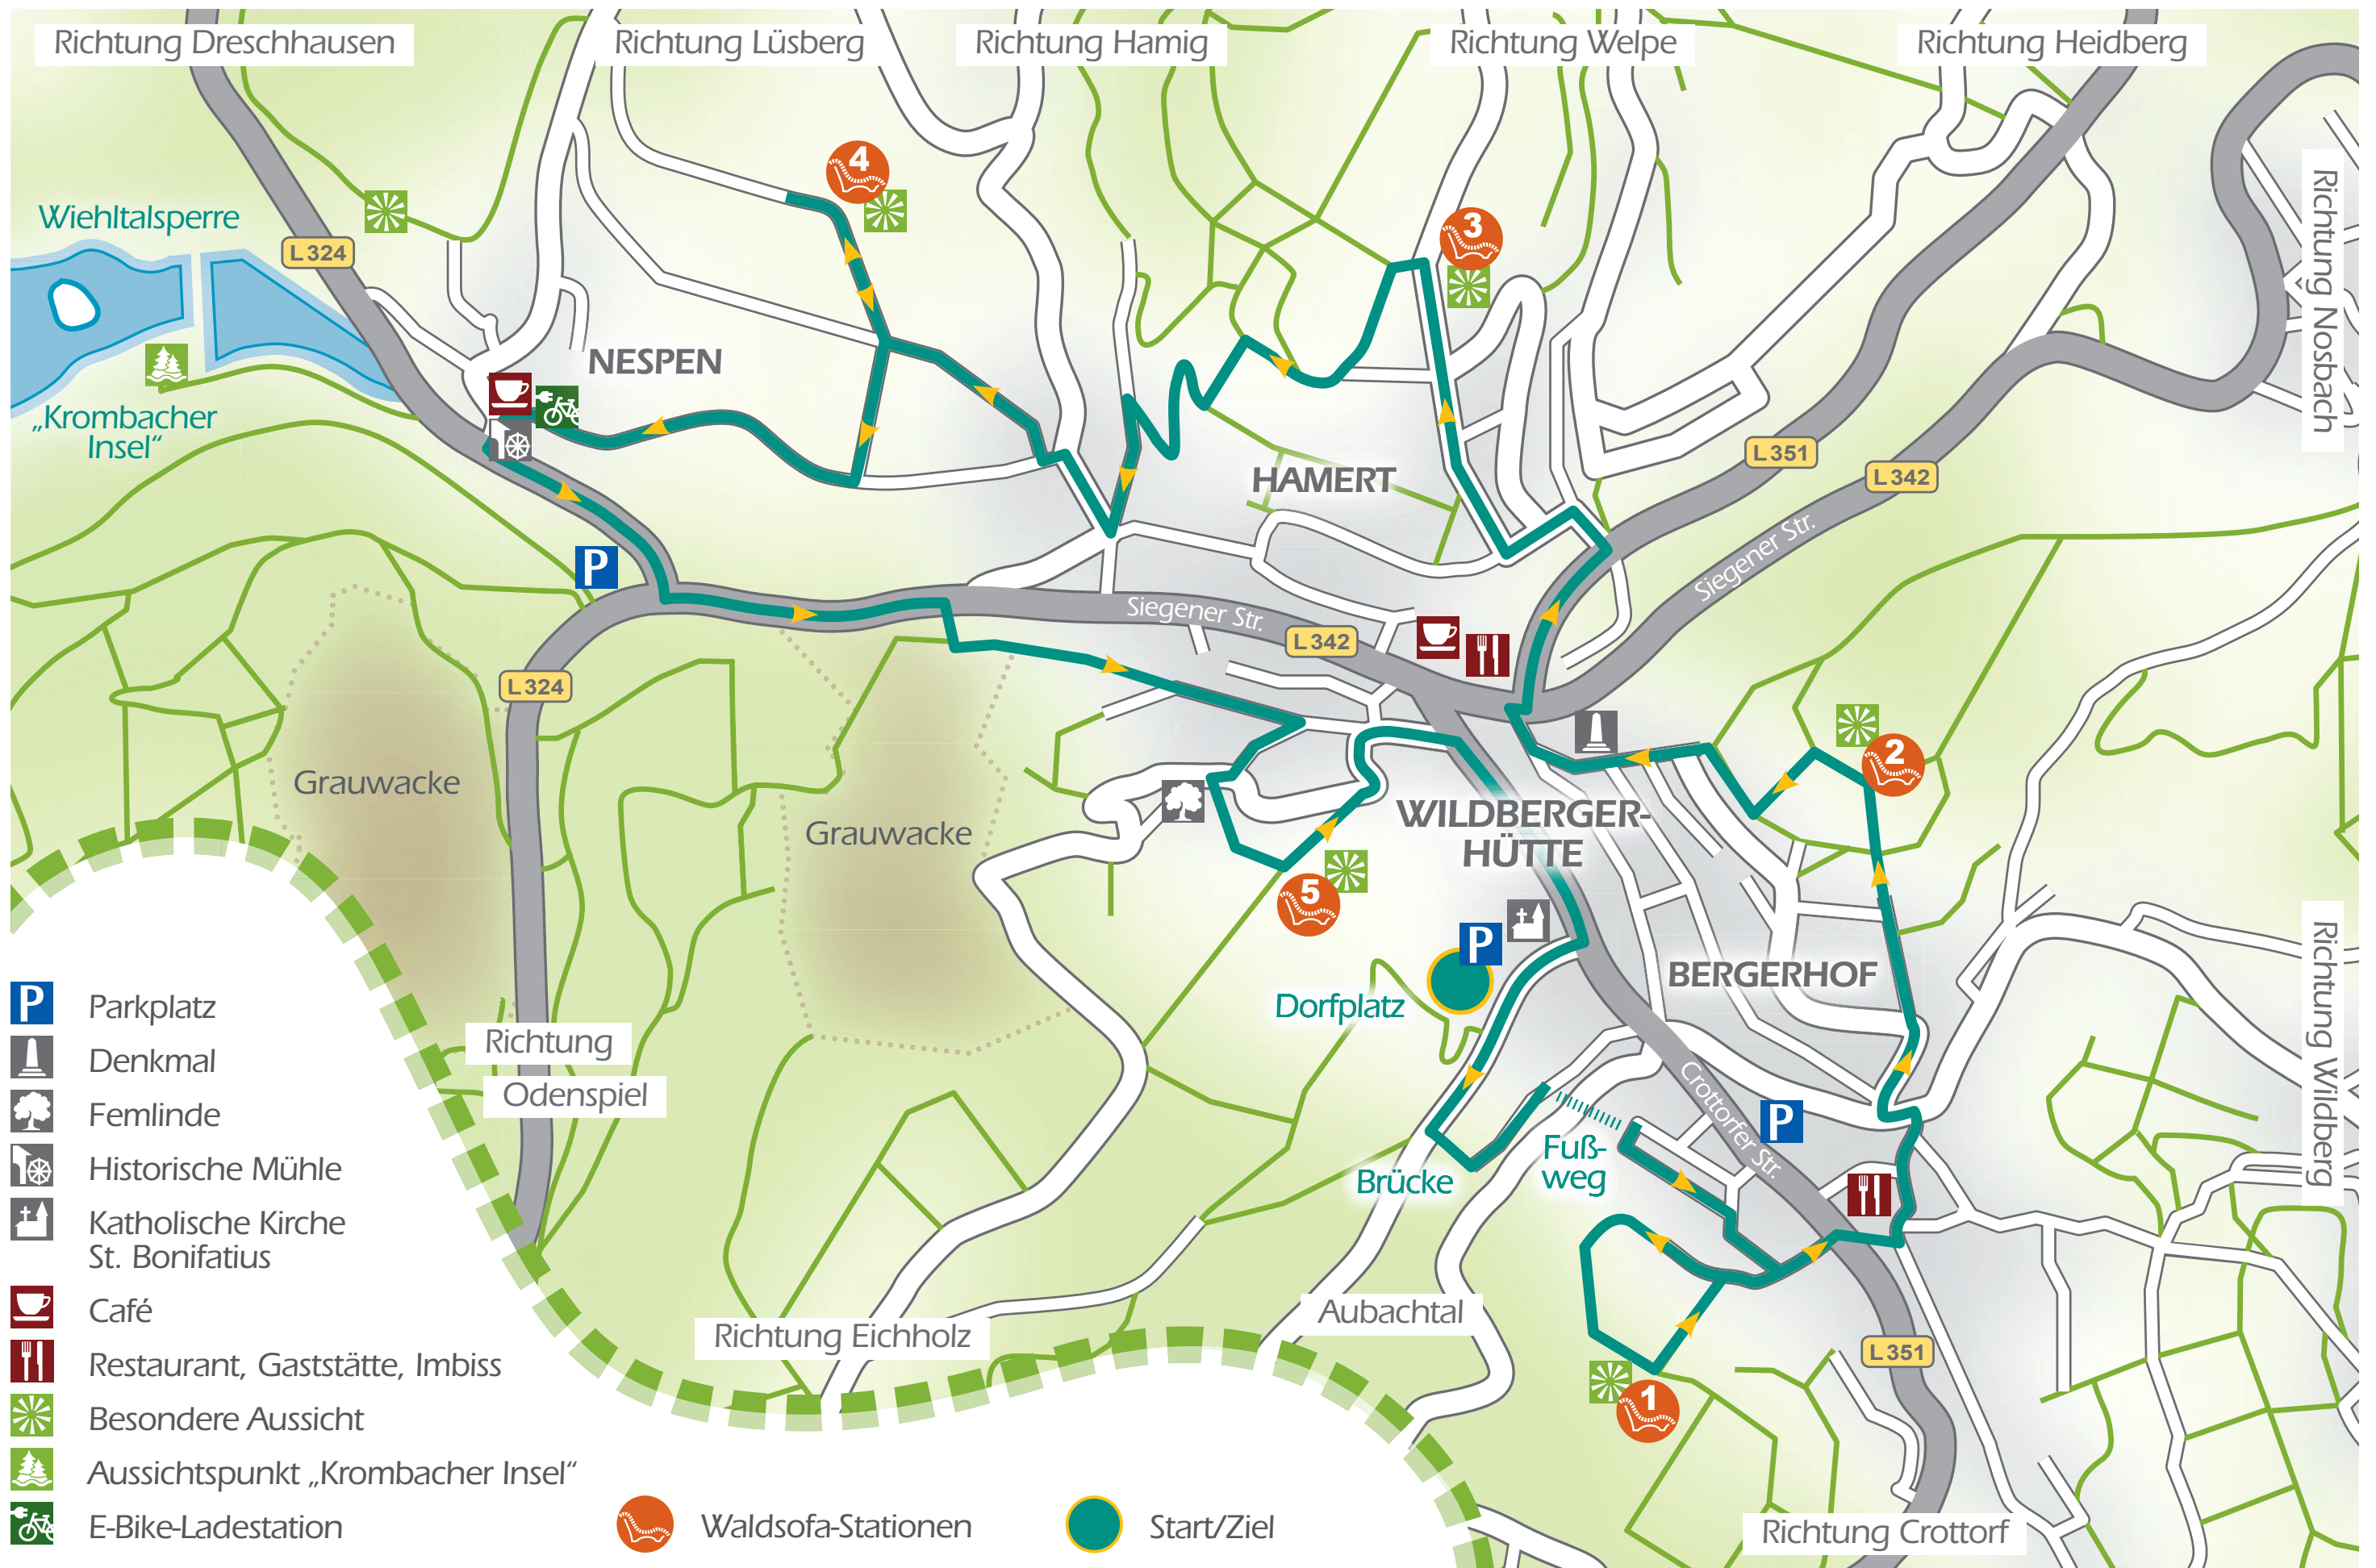 Richtung Dreschhausen
Richtung Lüsberg
Richtung Hamig
Richtung Welpe
Richtung Heidberg
Richtung Nosbach
4
3
Wiehltalsperre
L 324
NESPEN
„Krombacher
Insel“
HAMERT
L 351
L 342
Siegener Str.
P
Siegener Str.
L 342
L 324
2
Grauwacke
Grauwacke
WILDBERGER-
HÜTTE
5
P
BERGERHOF
Dorfplatz
Richtung Wildberg
Richtung
Odenspiel
Crottorfer Str.
P
Fuß-
weg
Brücke
Aubachtal
Richtung Eichholz
L 351
1
Richtung Crottorf
P Parkplatz
Denkmal
Femlinde
Historische Mühle
Katholische Kirche
St. Bonifatius
Café
Restaurant, Gaststätte, Imbiss
Besondere Aussicht
Aussichtspunkt „Krombacher Insel“
E-Bike-Ladestation
Waldsofa-Stationen
Start/Ziel